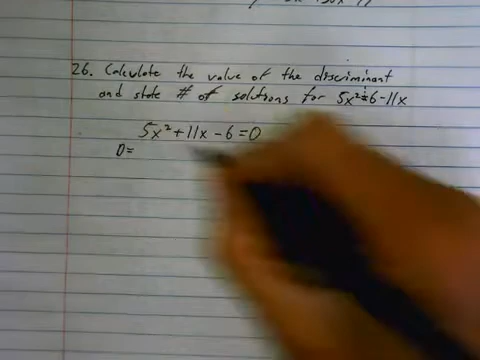 26. Calculate the value of the discriminant
and state # of solutions for 5x²=6-11x
5x²+11x-6=0
D=